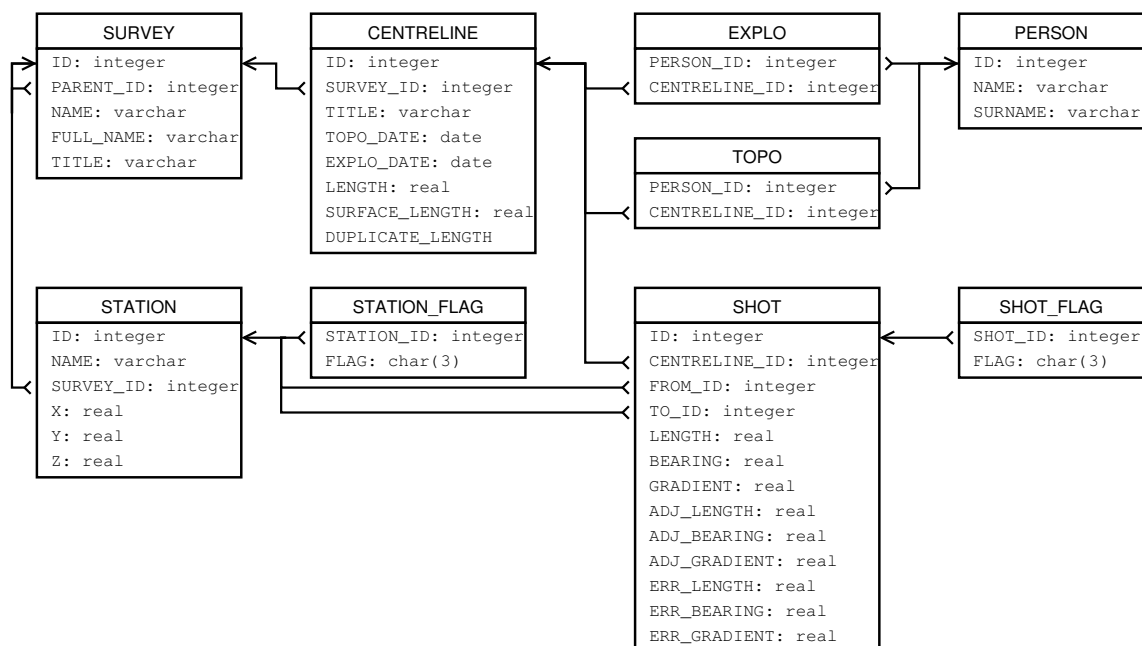 SURVEY
ID: integer
PARENT_ID: integer
NAME: varchar
FULL_NAME: varchar
TITLE: varchar
CENTRELINE
ID: integer
SURVEY_ID: integer
TITLE: varchar
TOPO_DATE: date
EXPLO_DATE: date
LENGTH: real
SURFACE_LENGTH: real
DUPLICATE_LENGTH
EXPLO
PERSON_ID: integer
CENTRELINE_ID: integer
PERSON
ID: integer
NAME: varchar
SURNAME: varchar
TOPO
PERSON_ID: integer
CENTRELINE_ID: integer
STATION
ID: integer
NAME: varchar
SURVEY_ID: integer
X: real
Y: real
Z: real
STATION_FLAG
STATION_ID: integer
FLAG: char(3)
SHOT
ID: integer
CENTRELINE_ID: integer
FROM_ID: integer
TO_ID: integer
LENGTH: real
BEARING: real
GRADIENT: real
ADJ_LENGTH: real
ADJ_BEARING: real
ADJ_GRADIENT: real
ERR_LENGTH: real
ERR_BEARING: real
ERR_GRADIENT: real
SHOT_FLAG
SHOT_ID: integer
FLAG: char(3)